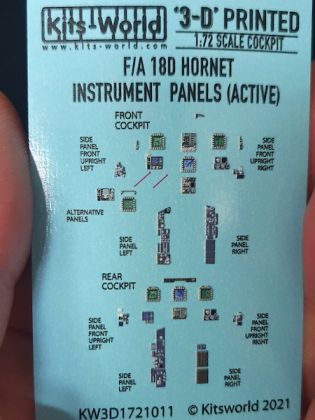 Kits-World
www.kits-world.com
"3-D" PRINTED
1:72 SCALE COCKPIT
F/A 18D HORNET
INSTRUMENT PANELS (ACTIVE)
FRONT
COCKPIT
SIDE
PANEL
FRONT
UPRIGHT
LEFT
SIDE
PANEL
FRONT
UPRIGHT
RIGHT
ALTERNATIVE
PANELS
SIDE
PANEL
LEFT
SIDE
PANEL
RIGHT
REAR
COCKPIT
SIDE
PANEL
FRONT
UPRIGHT
LEFT
SIDE
PANEL
FRONT
UPRIGHT
RIGHT
SIDE
PANEL
LEFT
SIDE
PANEL
RIGHT
KW3D1721011
© Kitsworld 2021